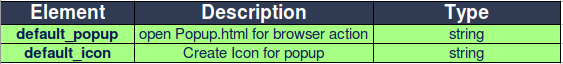 Element Description Type
default_popup open Popup.html for browser action string
default_icon Create Icon for popup string